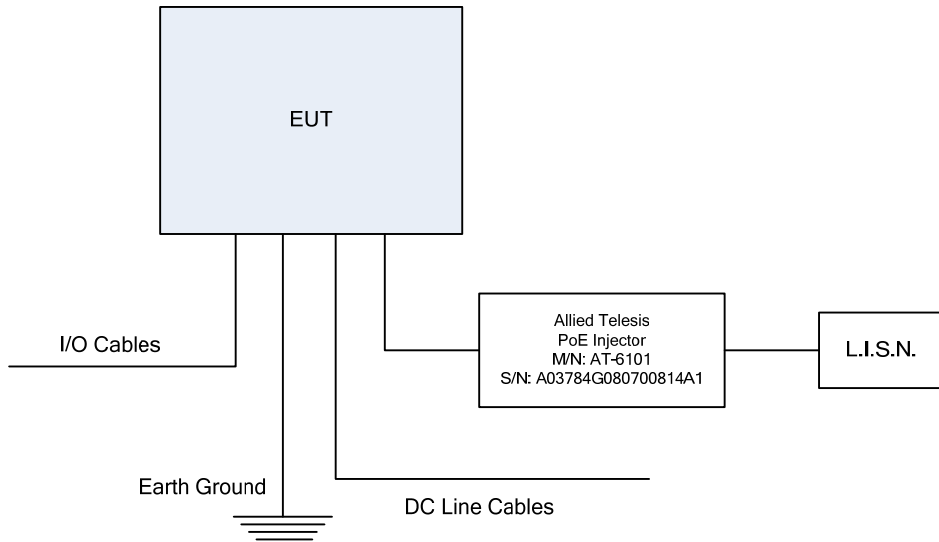 EUT
Allied Telesis
PoE Injector
M/N: AT-6101
S/N: A03784G080700814A1
L.I.S.N.
I/O Cables
Earth Ground
DC Line Cables